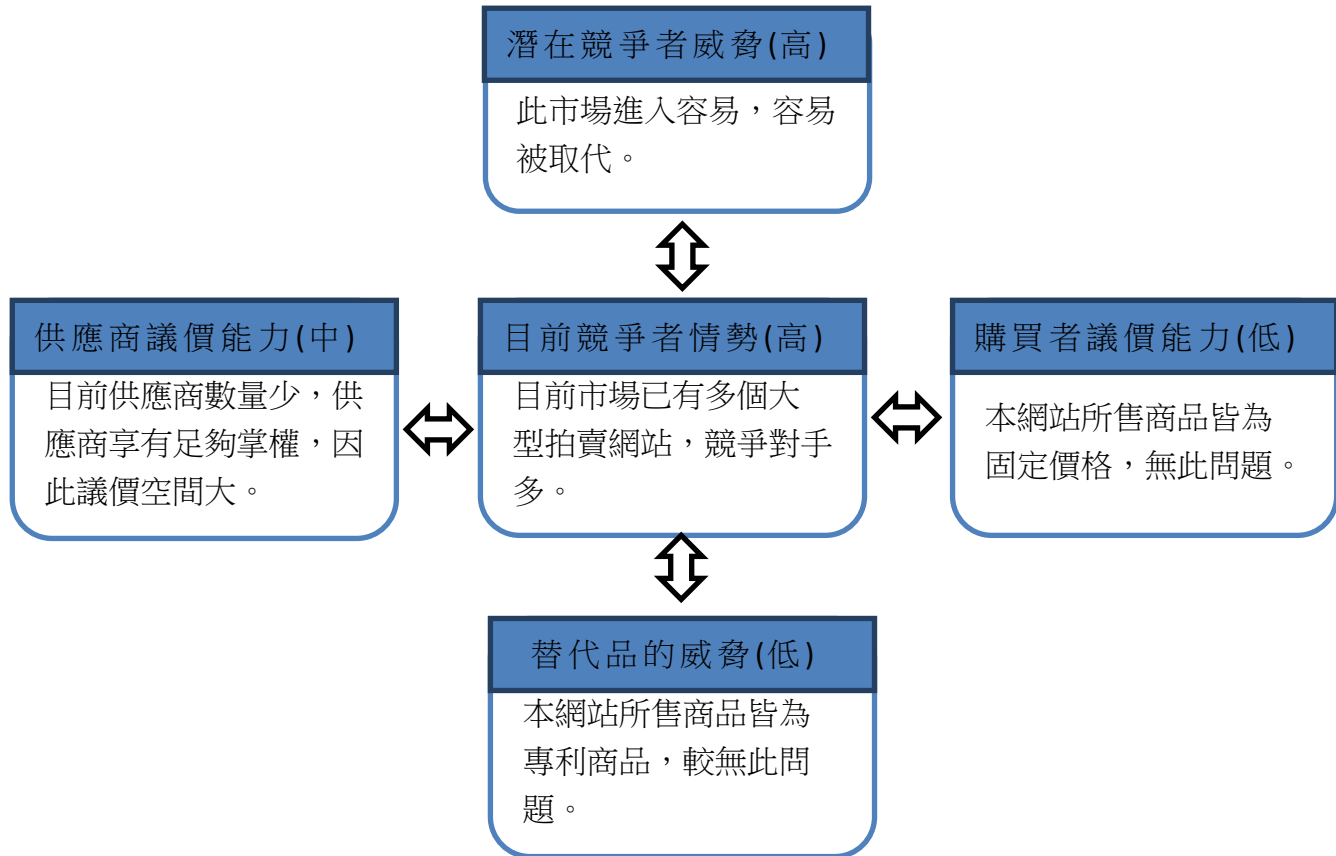 潛在競爭者威脅(高)
此市場進入容易，容易
被取代。
供應商議價能力(中)
目前供應商數量少，供
應商享有足夠掌權，因
此議價空間大。
目前競爭者情勢(高)
目前市場已有多個大
型拍賣網站，競爭對手
多。
購買者議價能力(低)
本網站所售商品皆為
固定價格，無此問題。
替代品的威脅(低)
本網站所售商品皆為
專利商品，較無此問
題。